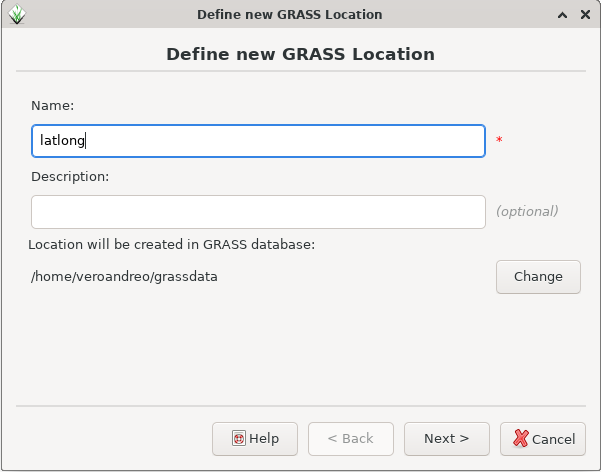 Define new GRASS Location
Define new GRASS Location
Name:
latlong
*
Description:
(optional)
Location will be created in GRASS database:
/home/veroandreo/grassdata
Change
Help
< Back
Next >
Cancel